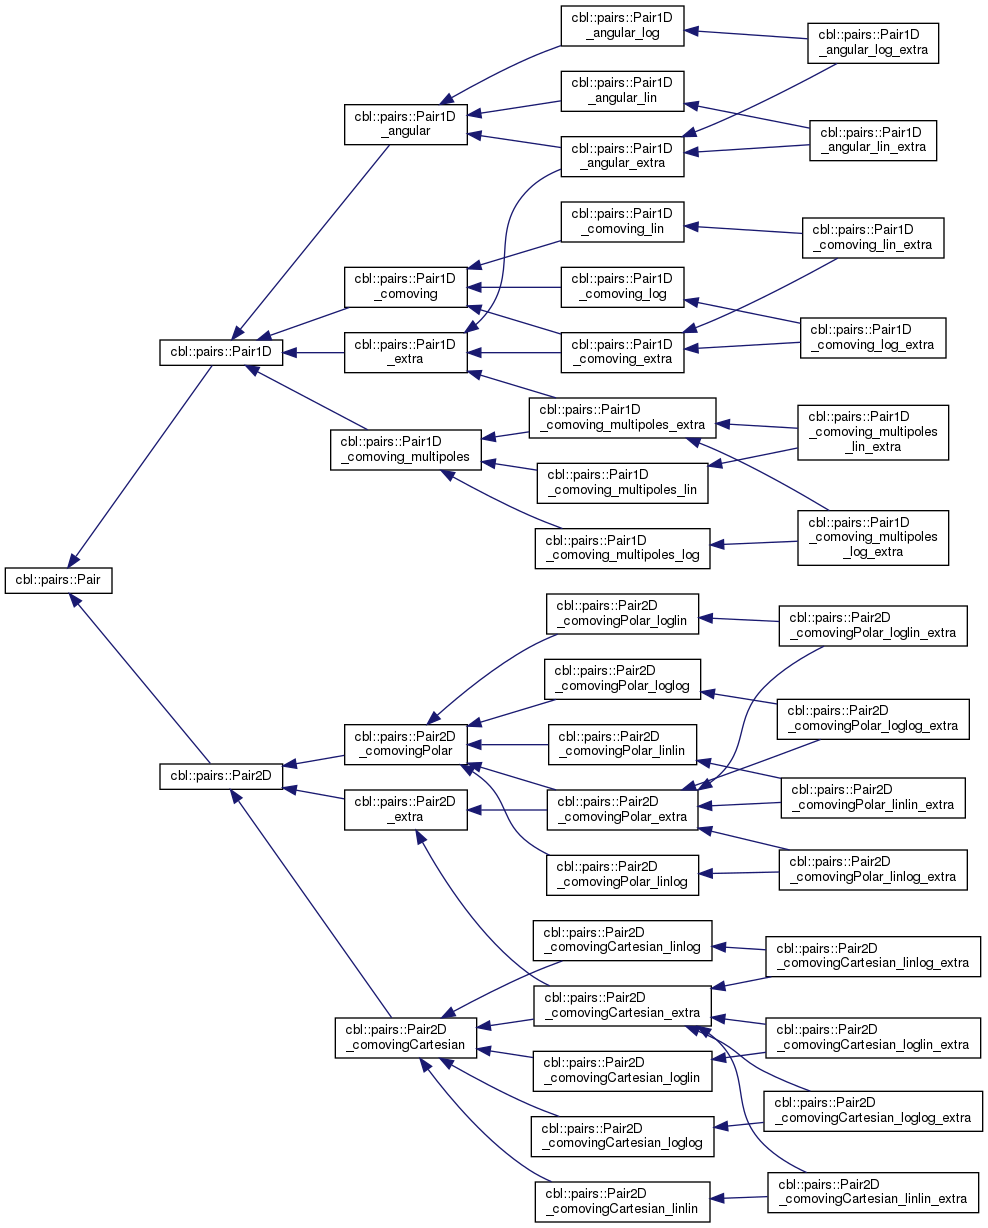 cbl::pairs::Pair
cbl::pairs::Pair1D
cbl::pairs::Pair2D
cbl::pairs::Pair1D
_angular
cbl::pairs::Pair1D
_comoving
cbl::pairs::Pair1D
_extra
cbl::pairs::Pair1D
_comoving_multipoles
cbl::pairs::Pair2D
_comovingPolar
cbl::pairs::Pair2D
_extra
cbl::pairs::Pair2D
_comovingCartesian
cbl::pairs::Pair1D
_angular_log
cbl::pairs::Pair1D
_angular_lin
cbl::pairs::Pair1D
_angular_extra
cbl::pairs::Pair1D
_comoving_lin
cbl::pairs::Pair1D
_comoving_log
cbl::pairs::Pair1D
_comoving_extra
cbl::pairs::Pair1D
_comoving_multipoles_extra
cbl::pairs::Pair1D
_comoving_multipoles_lin
cbl::pairs::Pair1D
_comoving_multipoles_log
cbl::pairs::Pair2D
_comovingPolar_loglin
cbl::pairs::Pair2D
_comovingPolar_loglog
cbl::pairs::Pair2D
_comovingPolar_linlin
cbl::pairs::Pair2D
_comovingPolar_extra
cbl::pairs::Pair2D
_comovingPolar_linlog
cbl::pairs::Pair2D
_comovingCartesian_linlog
cbl::pairs::Pair2D
_comovingCartesian_extra
cbl::pairs::Pair2D
_comovingCartesian_loglin
cbl::pairs::Pair2D
_comovingCartesian_loglog
cbl::pairs::Pair2D
_comovingCartesian_linlin
cbl::pairs::Pair1D
_angular_log_extra
cbl::pairs::Pair1D
_angular_lin_extra
cbl::pairs::Pair1D
_comoving_lin_extra
cbl::pairs::Pair1D
_comoving_log_extra
cbl::pairs::Pair1D
_comoving_multipoles
_lin_extra
cbl::pairs::Pair1D
_comoving_multipoles
_log_extra
cbl::pairs::Pair2D
_comovingPolar_loglin_extra
cbl::pairs::Pair2D
_comovingPolar_loglog_extra
cbl::pairs::Pair2D
_comovingPolar_linlin_extra
cbl::pairs::Pair2D
_comovingPolar_linlog_extra
cbl::pairs::Pair2D
_comovingCartesian_linlog_extra
cbl::pairs::Pair2D
_comovingCartesian_loglin_extra
cbl::pairs::Pair2D
_comovingCartesian_loglog_extra
cbl::pairs::Pair2D
_comovingCartesian_linlin_extra